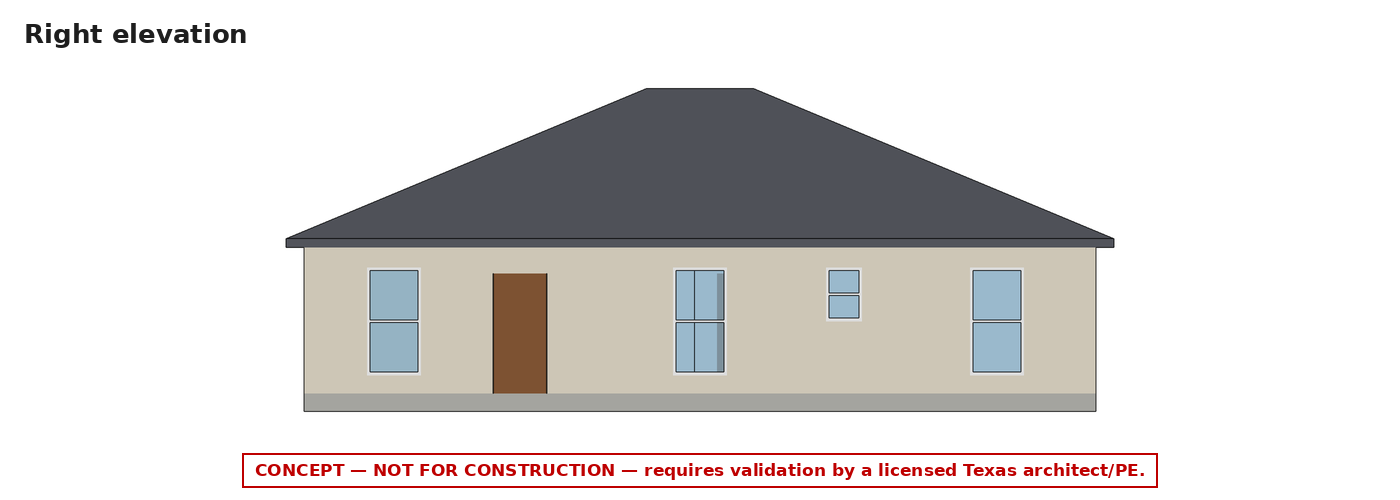 Right elevation
CONCEPT — NOT FOR CONSTRUCTION — requires validation by a licensed Texas architect/PE.